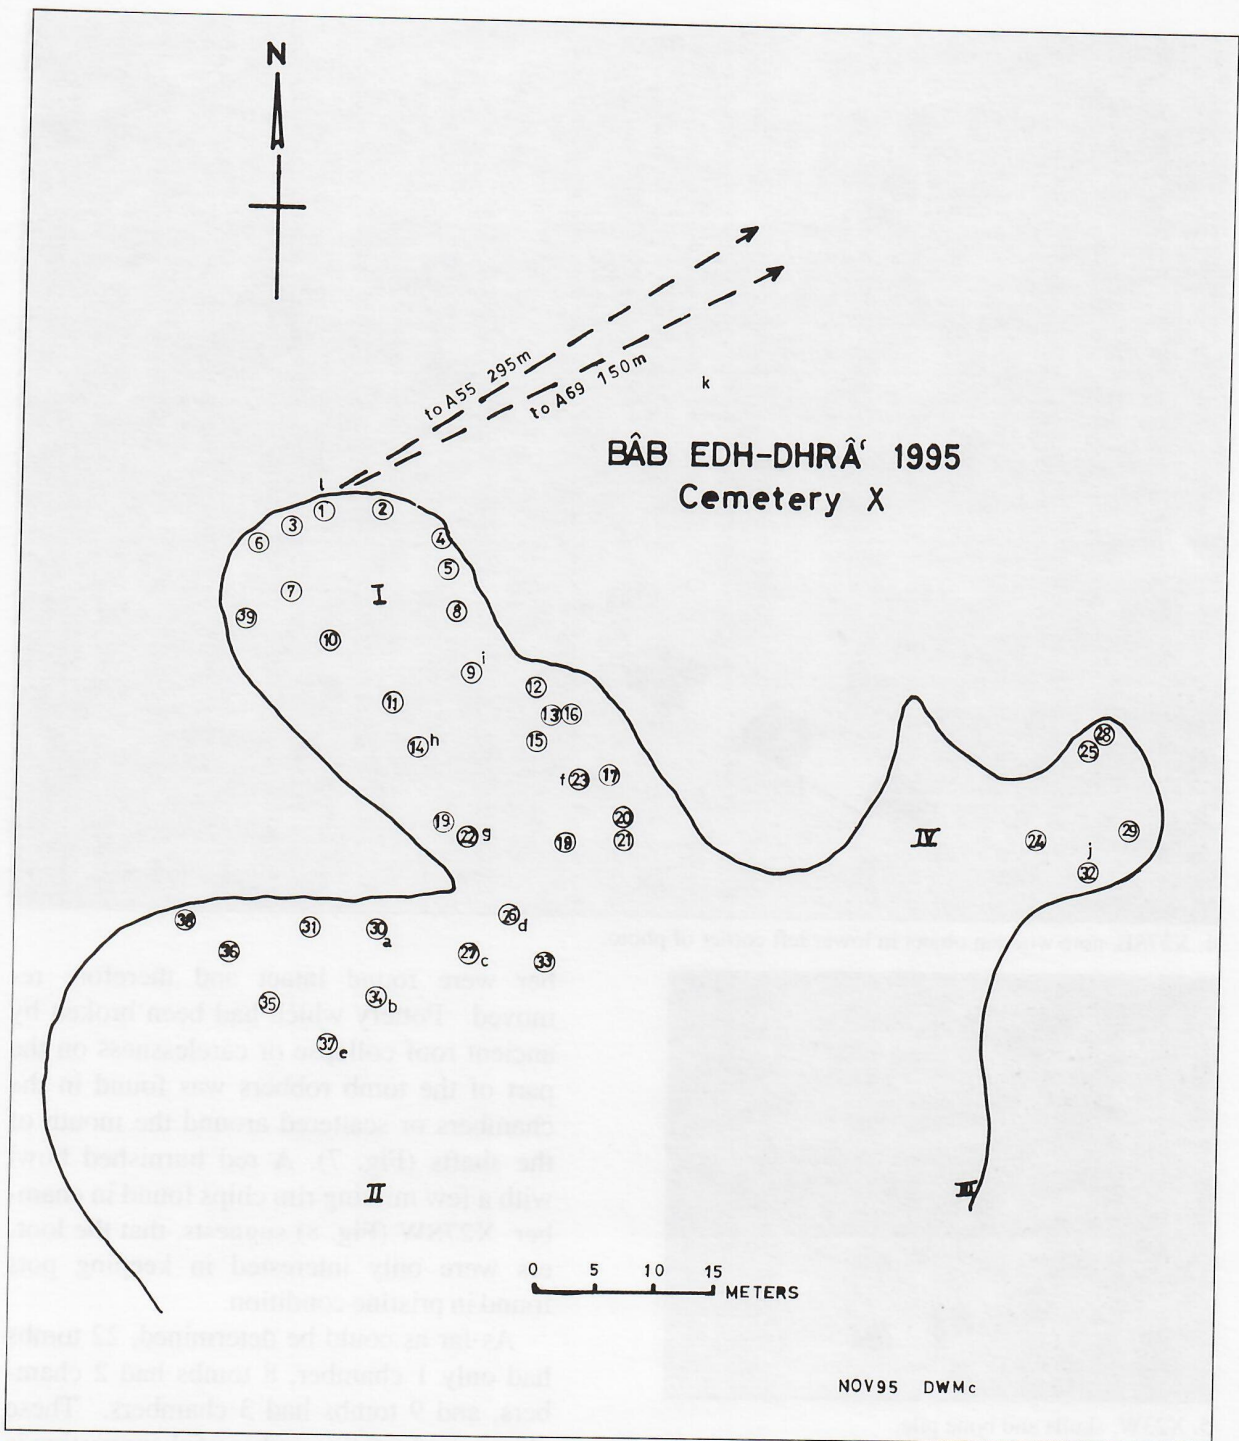 N
to A55 295m
to A69 150m
k
BÂB EDH-DHRÂʿ 1995
Cemetery X
l
1 2
3
6 4
5
7 I
39 8
10
9 i
12
11
13 16
14 h 15
f 23 17
28
25
19 20
22 g 18 21
IV 24 29
j
32
38 31 30 a 26 d
36 27 c 33
35 34 b
37 e
II
III
0 5 10 15
METERS
NOV95 DWMc
ber were found intact and therefore re-
moved. Pottery which had been broken by
ancient roof collapse or carelessness on the
part of the tomb robbers was found in the
chambers or scattered around the mouth of
the shafts (Fig. 7). A red burnished
with a few missing rim chips found in cham-
ber (Fig. 8) suggests that the loot-
were only interested in keeping pots
found in pristine condition.
As far as could be determined, 22 tombs
had only 1 chamber, 8 tombs had 2 cham-
bers, and 9 tombs had 3 chambers. These